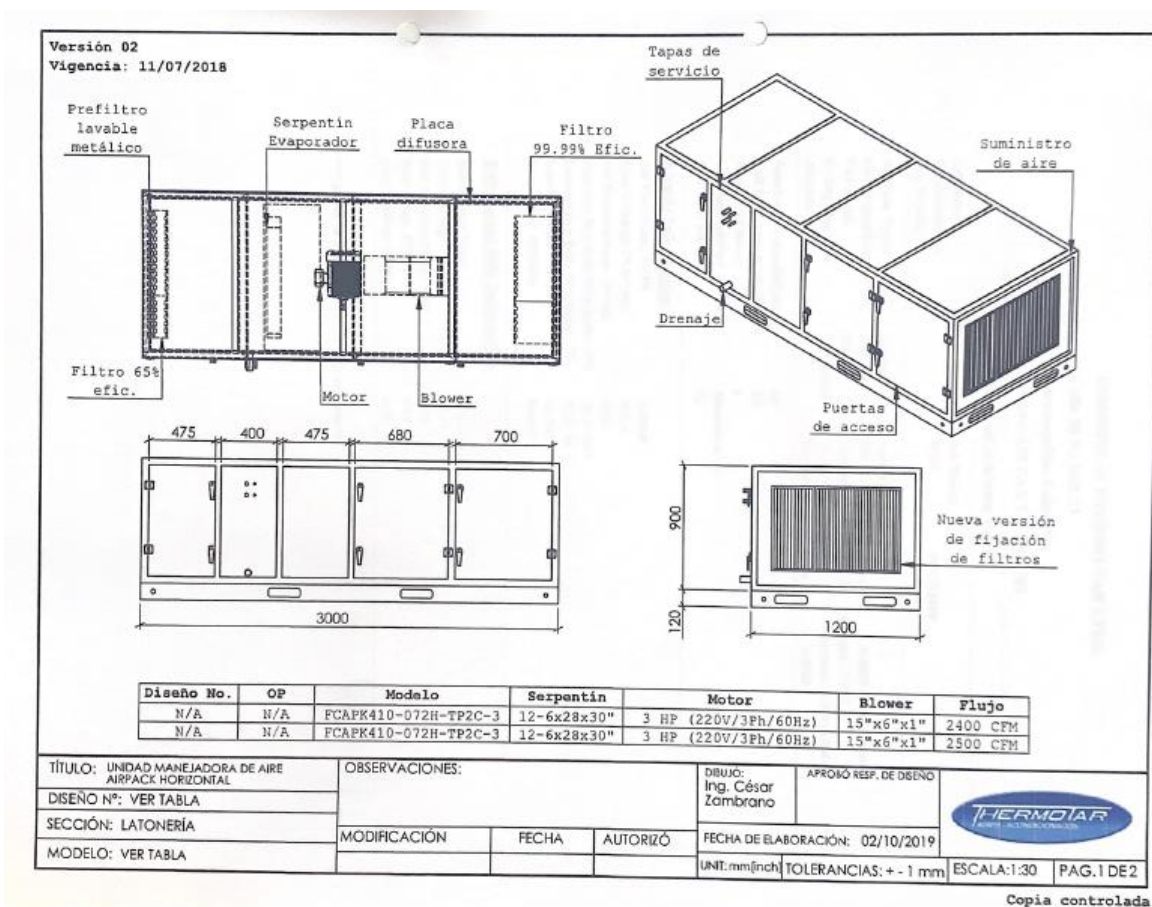 Versión 02
Vigencia: 11/07/2018
Prefiltro
lavable
metálico
Serpentín
Evaporador
Placa
difusora
Filtro
99.99% Efic.
Tapas de
servicio
Suministro
de aire
Filtro 65%
efic.
Motor
Blower
Drenaje
Puertas
de acceso
475 400 475 680 700
3000
900
120
1200
Nueva versión
de fijación
de filtros
Diseño No. OP Modelo Serpentín Motor Blower Flujo
N/A N/A FCAPK410-072H-TP2C-3 12-6x28x30" 3 HP (220V/3Ph/60Hz) 15"x6"x1" 2400 CFM
N/A N/A FCAPK410-072H-TP2C-3 12-6x28x30" 3 HP (220V/3Ph/60Hz) 15"x6"x1" 2500 CFM
TÍTULO: UNIDAD MANEJADORA DE AIRE
AIRPACK HORIZONTAL
DISEÑO Nº: VER TABLA
SECCIÓN: LATONERÍA
MODELO: VER TABLA
OBSERVACIONES:
MODIFICACIÓN FECHA AUTORIZÓ
DIBUJÓ:
Ing. César
Zambrano
APROBÓ RESP. DE DISEÑO
FECHA DE ELABORACIÓN: 02/10/2019
UNIT: mm[inch] TOLERANCIAS: + - 1 mm ESCALA:1:30 PAG.1 DE 2
THERMOTAR
Copia controlada